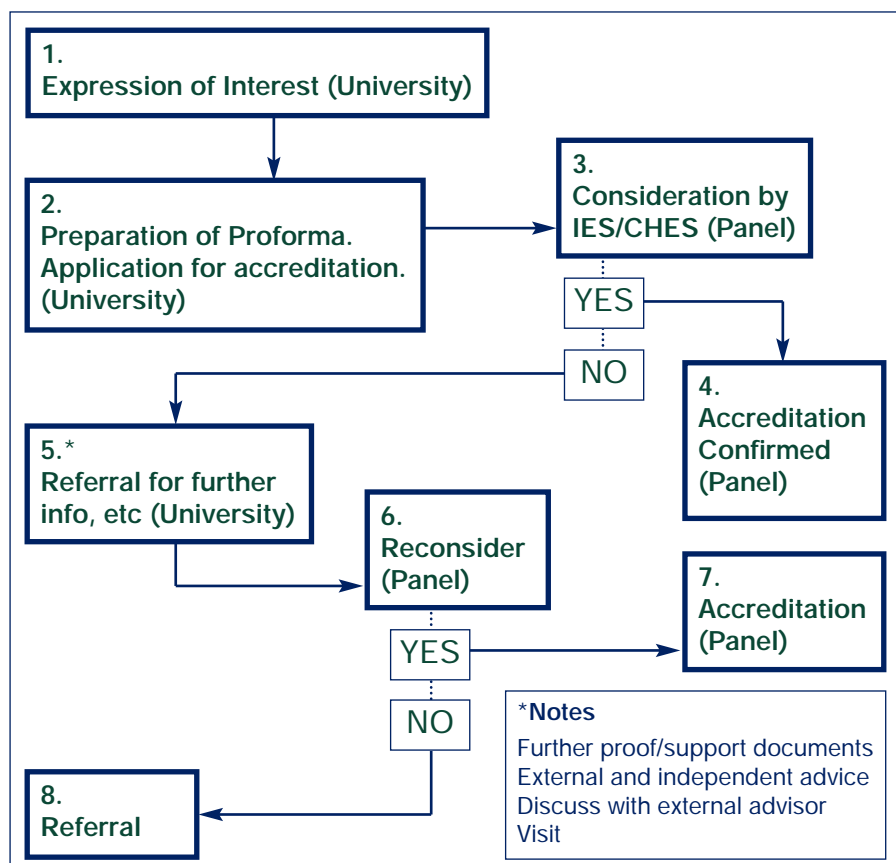 1.
Expression of Interest (University)
2.
Preparation of Proforma.
Application for accreditation.
(University)
3.
Consideration by
IES/CHES (Panel)
YES
NO
4.
Accreditation
Confirmed
(Panel)
5.*
Referral for further
info, etc (University)
6.
Reconsider
(Panel)
YES
NO
7.
Accreditation
(Panel)
8.
Referral
*Notes
Further proof/support documents
External and independent advice
Discuss with external advisor
Visit